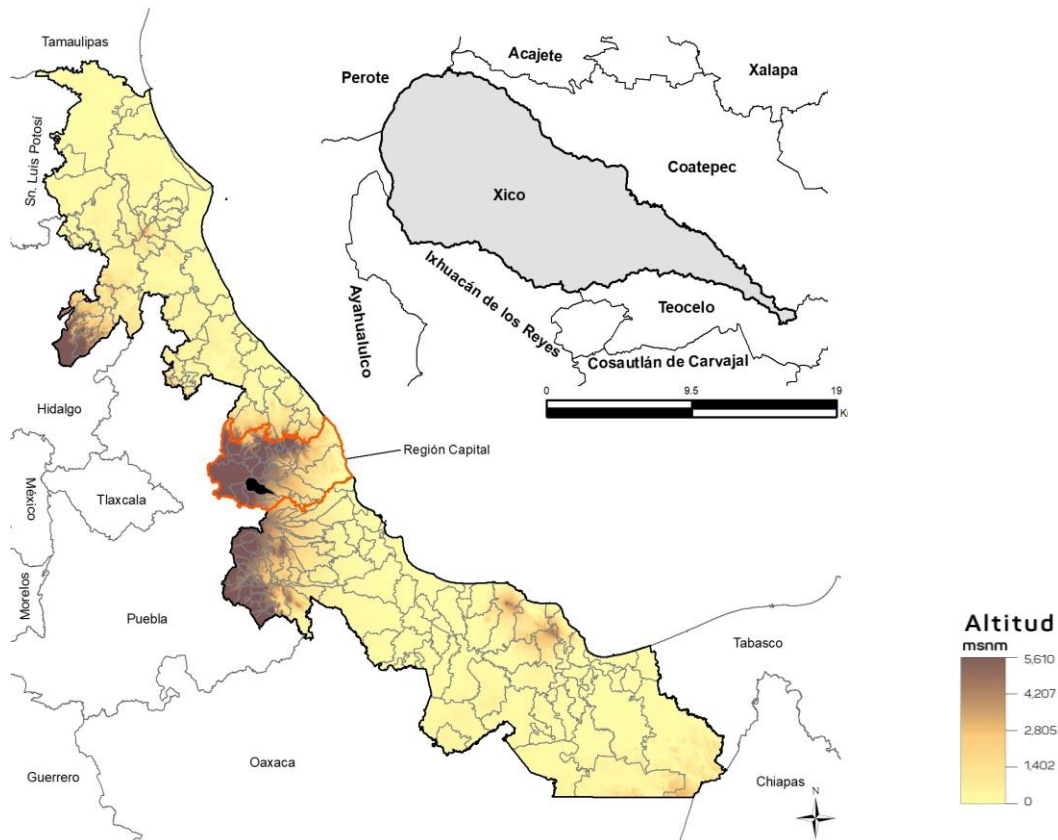 Tamaulipas
Sn. Luis Potosí
Hidalgo
México
Tlaxcala
Morelos
Puebla
Guerrero
Oaxaca
Región Capital
Tabasco
Chiapas
N
Acajete
Perote
Xalapa
Coatepec
Xico
Ixhuacán de los Reyes
Ayahualulco
Teocelo
Cosautlán de Carvajal
0 9.5 19
Altitud
msnm
5,610
4,207
2,805
1402
0